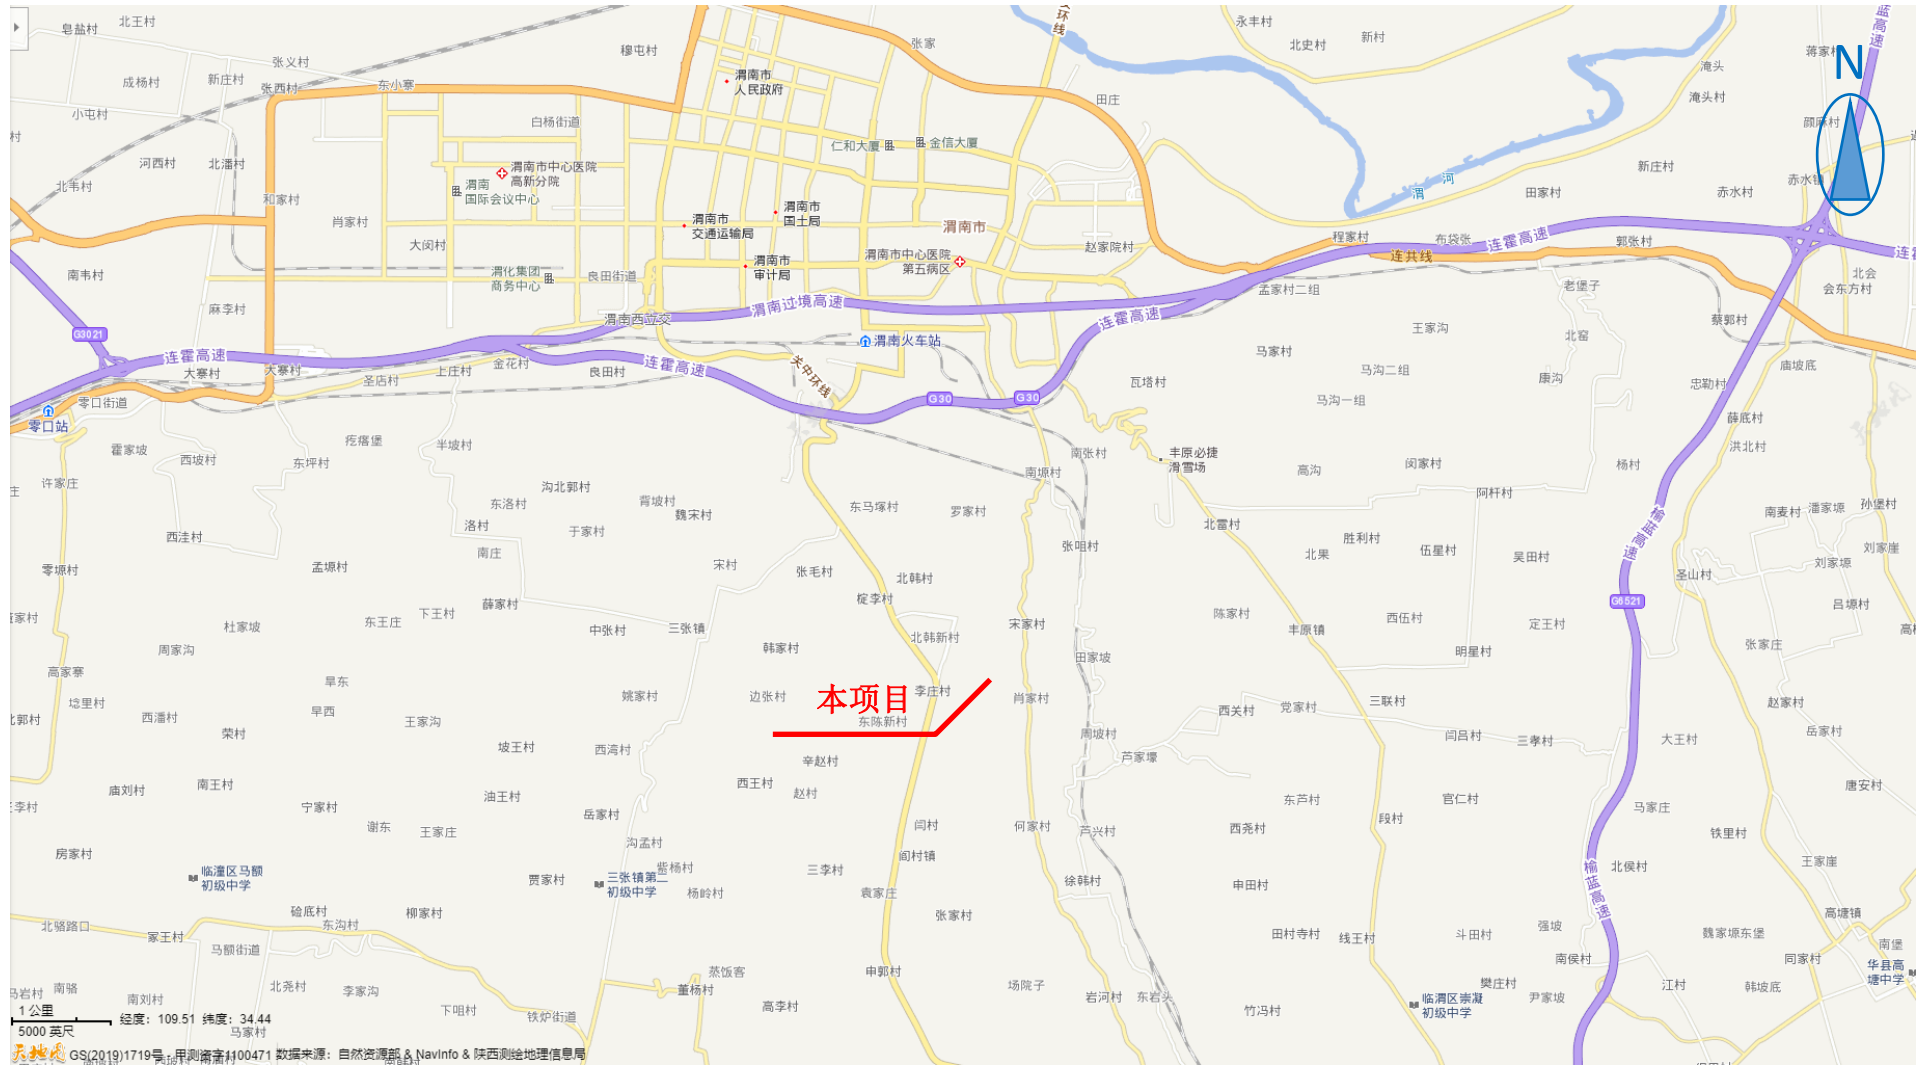 北王村
皂盐村
张义村
穆屯村
张家
永丰村
北史村
新村
蒋家村
N
成杨村
新庄村
张西村
东小寨
渭南市
人民政府
淹头
淹头村
田庄
小屯村
白杨街道
颜麻村
河西村
北潘村
仁和大厦
金信大厦
北韦村
和家村
渭南市中心医院
高新分院
渭南
国际会议中心
渭河
新庄村
田家村
赤水村
赤水镇
肖家村
渭南市
国土局
渭南市
交通运输局
渭南市
大闵村
赵家院村
程家村
布袋张
连霍高速
郭张村
连共线
南韦村
渭化集团
商务中心
良田街道
渭南市
审计局
渭南市中心医院
第五病区
北会
会东方村
孟家村二组
老堡子
麻李村
渭南过境高速
渭南西立交
连霍高速
王家沟
北窑
蔡郭村
G3021
连霍高速
渭南火车站
马家村
大寨村
大寨村
圣店村
上庄村
金花村
良田村
连霍高速
关中环线
瓦塔村
马沟二组
康沟
忠勒村
庙坡底
零口街道
零口站
G30
G30
马沟一组
薛底村
洪北村
霍家坡
西坡村
东坪村
疙瘩堡
半坡村
南张村
丰原必捷
滑雪场
高沟
闵家村
杨村
许家庄
沟北郭村
南塬村
阿杆村
东洛村
背坡村
魏宋村
东马塚村
罗家村
北雷村
南麦村
潘家塬
孙堡村
西洼村
洛村
于家村
张咀村
北果
胜利村
伍星村
吴田村
榆蓝高速
刘家崖
刘家塬
零塬村
孟塬村
南庄
宋村
张毛村
北韩村
圣山村
薛家村
椗李村
G6521
吕塬村
杜家坡
东王庄
下王村
中张村
三张镇
北韩新村
宋家村
陈家村
丰原镇
西伍村
定王村
周家沟
韩家村
明星村
张家庄
高家寨
旱东
田家坡
埝里村
西潘村
旱西
王家沟
姚家村
边张村
本项目
李庄村
肖家村
西关村
党家村
三联村
赵家村
荣村
东陈新村
周坡村
闫吕村
三孝村
大王村
岳家村
坡王村
西湾村
辛赵村
芦家壕
庙刘村
南王村
宁家村
油王村
岳家村
西王村
赵村
东芦村
官仁村
马家庄
唐安村
谢东
王家庄
闫村
何家村
芦兴村
西尧村
段村
铁里村
沟孟村
房家村
紫杨村
三李村
阎村镇
王家崖
临潼区马额
初级中学
贾家村
三张镇第二
初级中学
杨岭村
袁家庄
徐韩村
申田村
北侯村
榆蓝高速
硷底村
柳家村
张家村
高塘镇
北骆路口
冢王村
东沟村
马额街道
田村寺村
线王村
斗田村
强坡
魏家塬东堡
南堡
南侯村
同家村
华县高
塘中学
蒸饭客
董杨村
申郭村
场院子
岩河村
东岩头
竹冯村
临渭区崇凝
初级中学
樊庄村
尹家坡
江村
韩坡底
马岩村
南骆
南刘村
北尧村
李家沟
下咀村
铁炉街道
高李村
1 公里
5000 英尺
经度：109.51 纬度：34.44
马家村
天地图
GS(2019)1719号 - 甲测资字1100471 数据来源：自然资源部 & NavInfo & 陕西测绘地理信息局